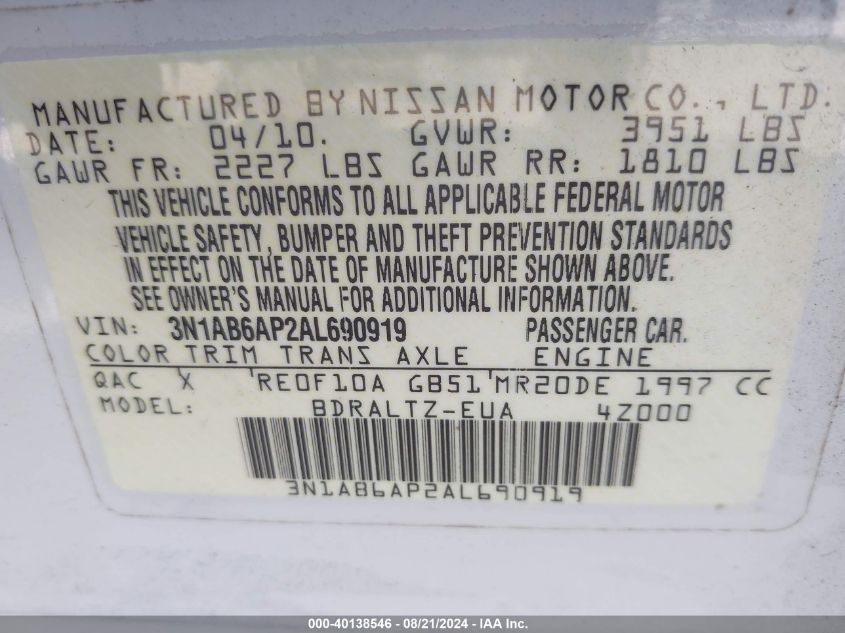 MANUFACTURED BY NISSAN MOTOR CO., LTD.
DATE: 04/10. GVWR: 3951 LBS
GAWR FR: 2227 LBS GAWR RR: 1810 LBS
THIS VEHICLE CONFORMS TO ALL APPLICABLE FEDERAL MOTOR
VEHICLE SAFETY, BUMPER AND THEFT PREVENTION STANDARDS
IN EFFECT ON THE DATE OF MANUFACTURE SHOWN ABOVE.
SEE OWNER'S MANUAL FOR ADDITIONAL INFORMATION.
VIN: 3N1AB6AP2AL690919 PASSENGER CAR.
COLOR TRIM TRANS AXLE ENGINE
QAC X RE0F10A GB51 MR20DE 1997 CC
MODEL: BDRALTZ-EUA 4Z000
3N1AB6AP2AL690919
000-40138546 - 08/21/2024 - IAA Inc.